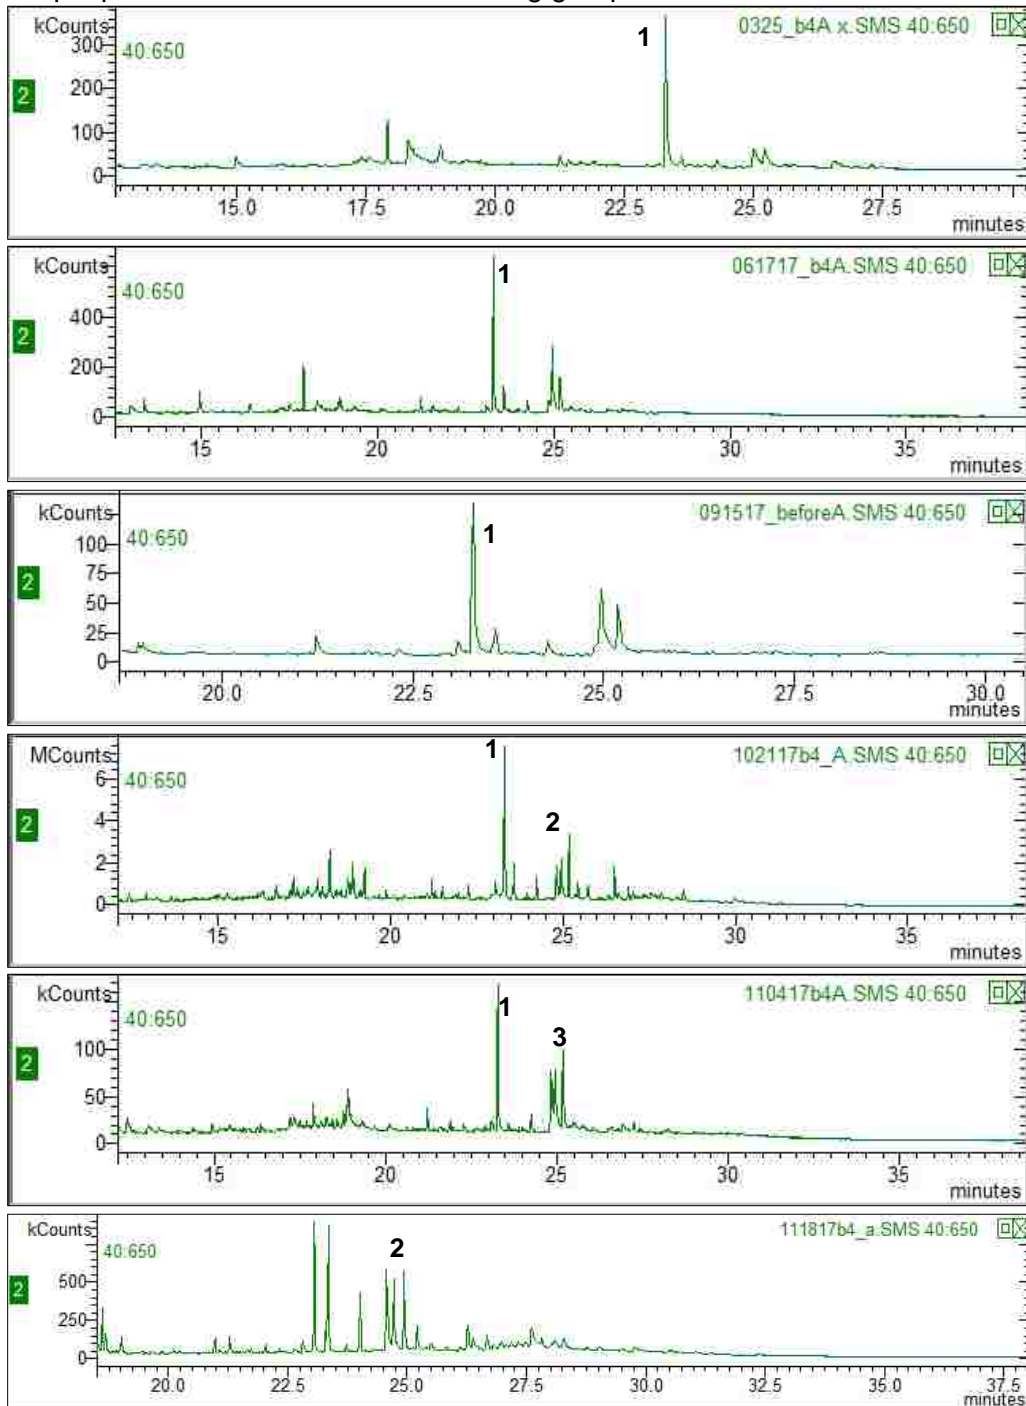 kCounts
0325_b4A x.SMS 40:650
40:650
1
300
200
100
0
2
15.0 17.5 20.0 22.5 25.0 27.5
minutes
kCounts
061717_b4A.SMS 40:650
40:650
1
400
200
0
2
15 20 25 30 35
minutes
kCounts
091517_beforeA.SMS 40:650
40:650
1
100
75
50
25
0
2
20.0 22.5 25.0 27.5 30.0
minutes
MCounts
102117b4_A.SMS 40:650
40:650
1
2
6
4
2
0
2
15 20 25 30 35
minutes
kCounts
110417b4A.SMS 40:650
40:650
1
3
100
50
0
2
15 20 25 30 35
minutes
kCounts
111817b4_a.SMS 40:650
40:650
2
500
250
0
2
20.0 22.5 25.0 27.5 30.0 32.5 35.0 37.5
minutes